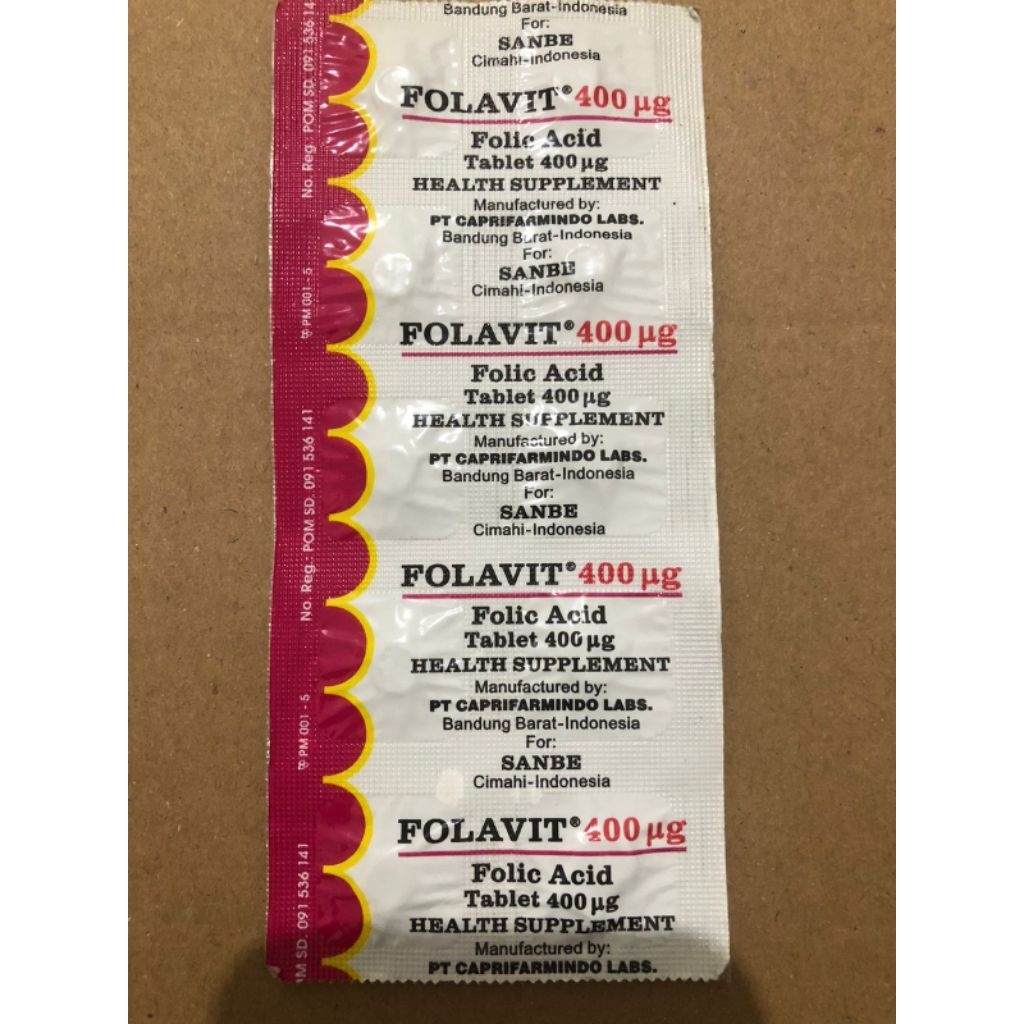 Bandung Barat-Indonesia
For:
SANBE
Cimahi-Indonesia
FOLAVIT® 400 µg
Folic Acid
Tablet 400 µg
HEALTH SUPPLEMENT
Manufactured by:
PT CAPRIFARMINDO LABS.
Bandung Barat-Indonesia
For:
SANBE
Cimahi-Indonesia
FOLAVIT® 400 µg
Folic Acid
Tablet 400 µg
HEALTH SUPPLEMENT
Manufactured by:
PT CAPRIFARMINDO LABS.
Bandung Barat-Indonesia
For:
SANBE
Cimahi-Indonesia
FOLAVIT® 400 µg
Folic Acid
Tablet 400 µg
HEALTH SUPPLEMENT
Manufactured by:
PT CAPRIFARMINDO LABS.
Bandung Barat-Indonesia
For:
SANBE
Cimahi-Indonesia
FOLAVIT® 400 µg
Folic Acid
Tablet 400 µg
HEALTH SUPPLEMENT
Manufactured by:
PT CAPRIFARMINDO LABS.
No. Reg.: POM SD. 091 536 14
PM 001 - 5
No. Reg.: POM SD. 091 536 141
PM 001 - 5
M SD. 091 536 141